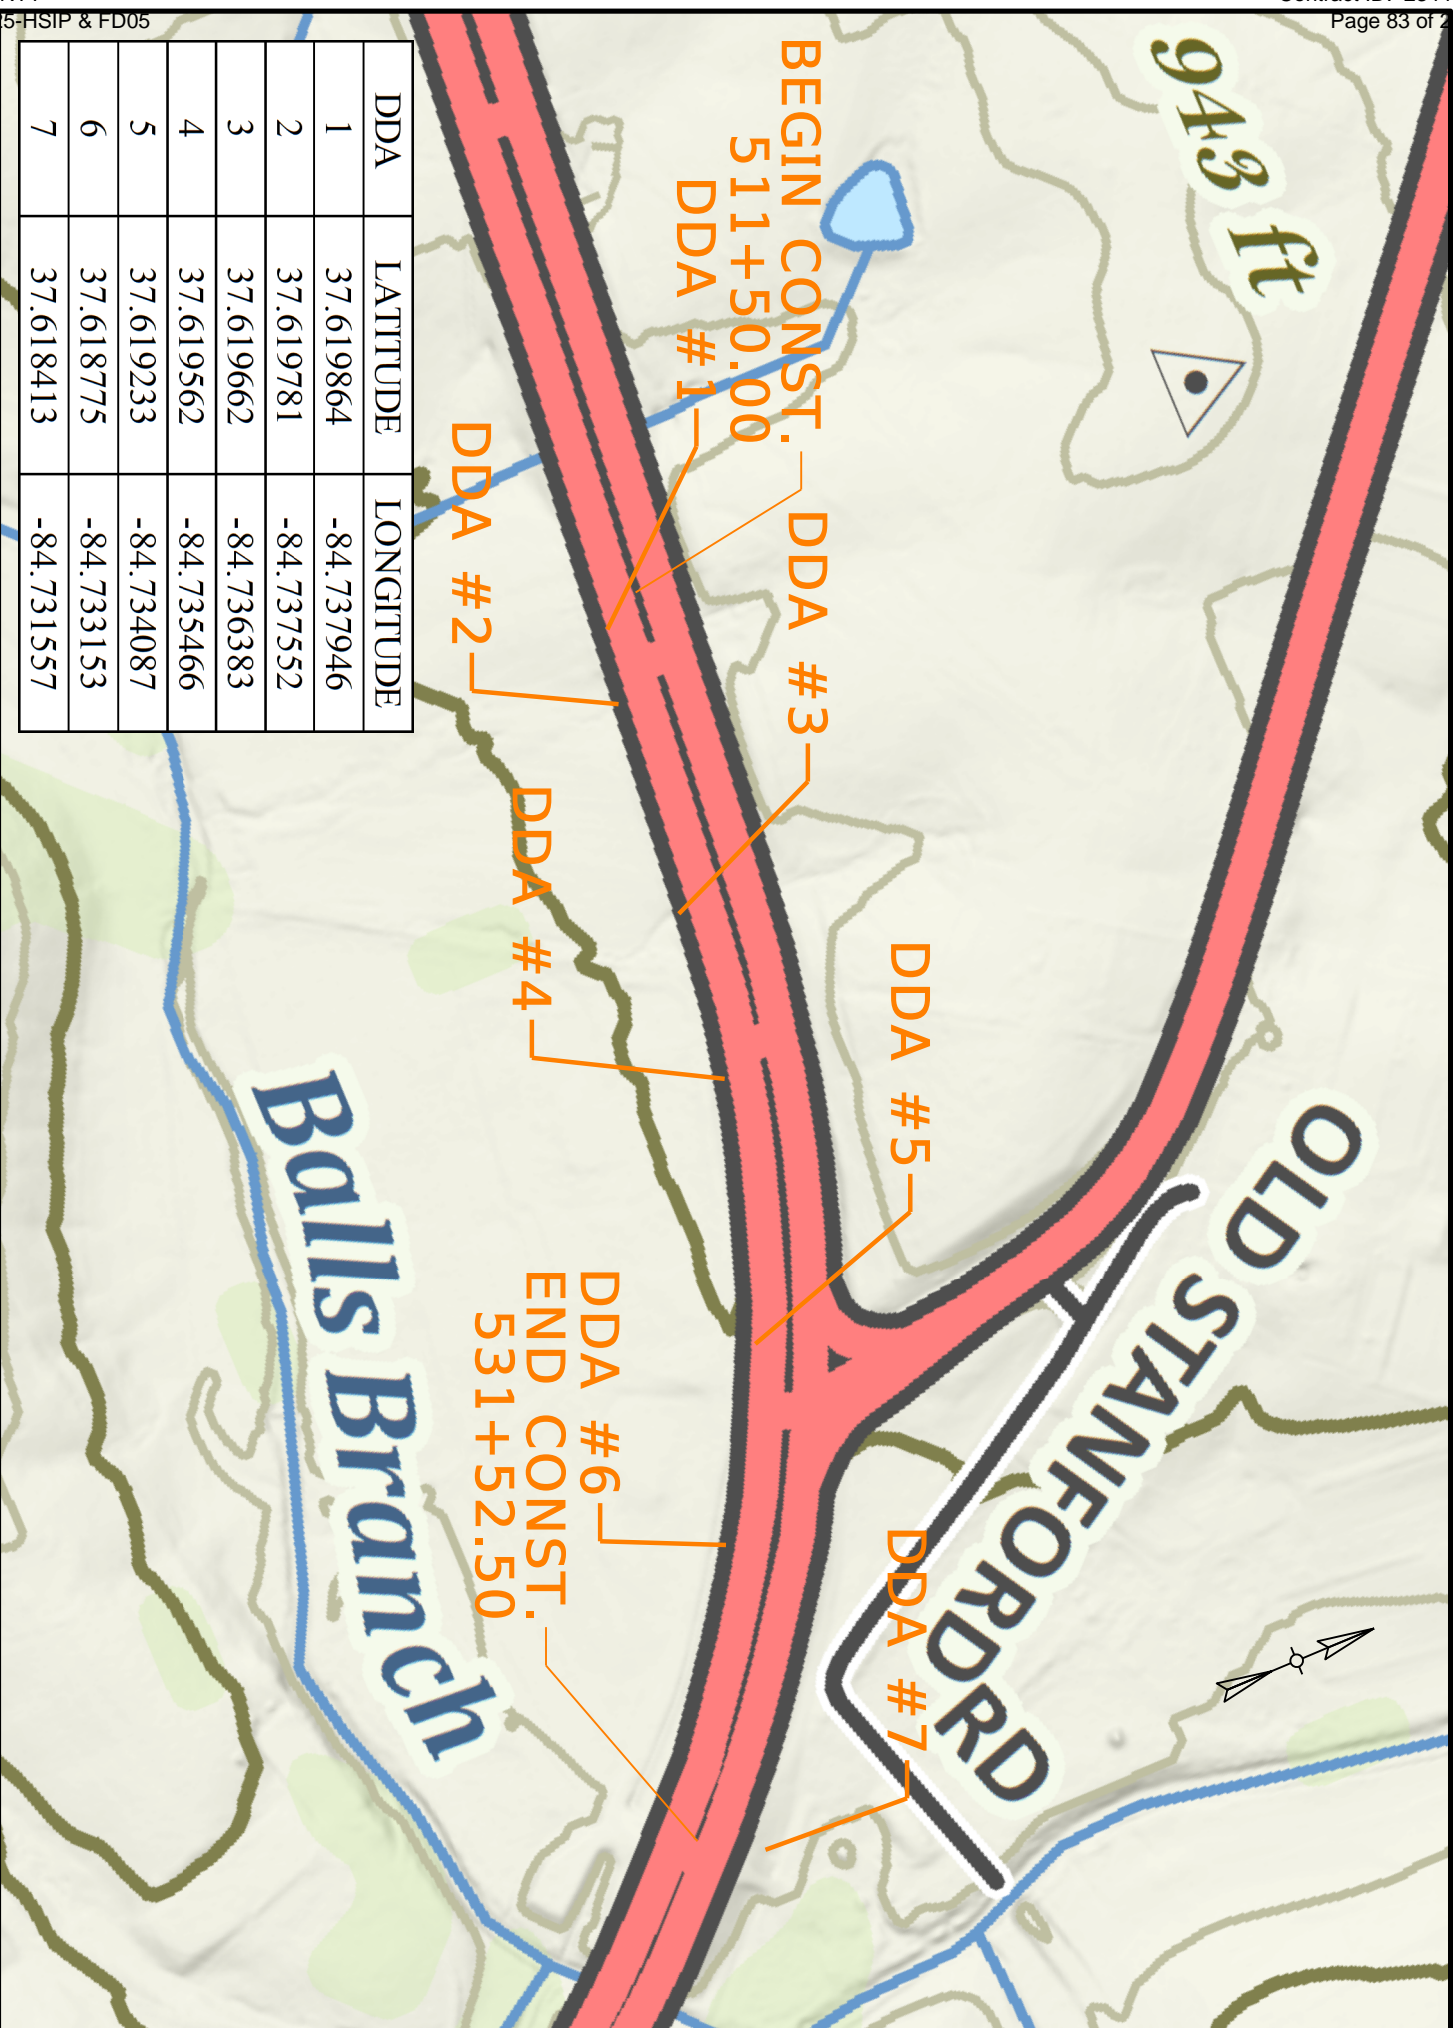 Page 83 of 2
5-HSIP & FD05
943 ft
BEGIN CONST.
511+50.00
DDA #1
DDA #2
DDA #3
DDA #4
DDA #5
DDA #6
END CONST.
531+52.50
DDA #7
OLD STANFORD RD
Balls Branch
DDA LATITUDE LONGITUDE
1 37.619864 -84.737946
2 37.619781 -84.737552
3 37.619662 -84.736383
4 37.619562 -84.735466
5 37.619233 -84.734087
6 37.618775 -84.733153
7 37.618413 -84.731557